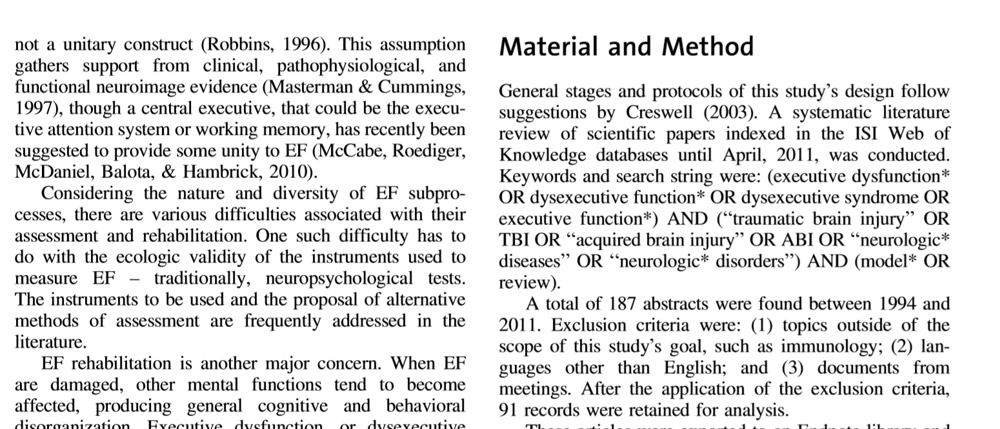 not a unitary construct (Robbins, 1996). This assumption
gathers support from clinical, pathophysiological, and
functional neuroimage evidence (Masterman & Cummings,
1997), though a central executive, that could be the execu-
tive attention system or working memory, has recently been
suggested to provide some unity to EF (McCabe, Roediger,
McDaniel, Balota, & Hambrick, 2010).
Considering the nature and diversity of EF subpro-
cesses, there are various difficulties associated with their
assessment and rehabilitation. One such difficulty has to
do with the ecologic validity of the instruments used to
measure EF – traditionally, neuropsychological tests.
The instruments to be used and the proposal of alternative
methods of assessment are frequently addressed in the
literature.
EF rehabilitation is another major concern. When EF
are damaged, other mental functions tend to become
affected, producing general cognitive and behavioral
disorganization. Executive dysfunction, or dysexecutive
Material and Method
General stages and protocols of this study’s design follow
suggestions by Creswell (2003). A systematic literature
review of scientific papers indexed in the ISI Web of
Knowledge databases until April, 2011, was conducted.
Keywords and search string were: (executive dysfunction*
OR dysexecutive function* OR dysexecutive syndrome OR
executive function*) AND (“traumatic brain injury” OR
TBI OR “acquired brain injury” OR ABI OR “neurologic*
diseases” OR “neurologic* disorders”) AND (model* OR
review).
A total of 187 abstracts were found between 1994 and
2011. Exclusion criteria were: (1) topics outside of the
scope of this study’s goal, such as immunology; (2) lan-
guages other than English; and (3) documents from
meetings. After the application of the exclusion criteria,
91 records were retained for analysis.